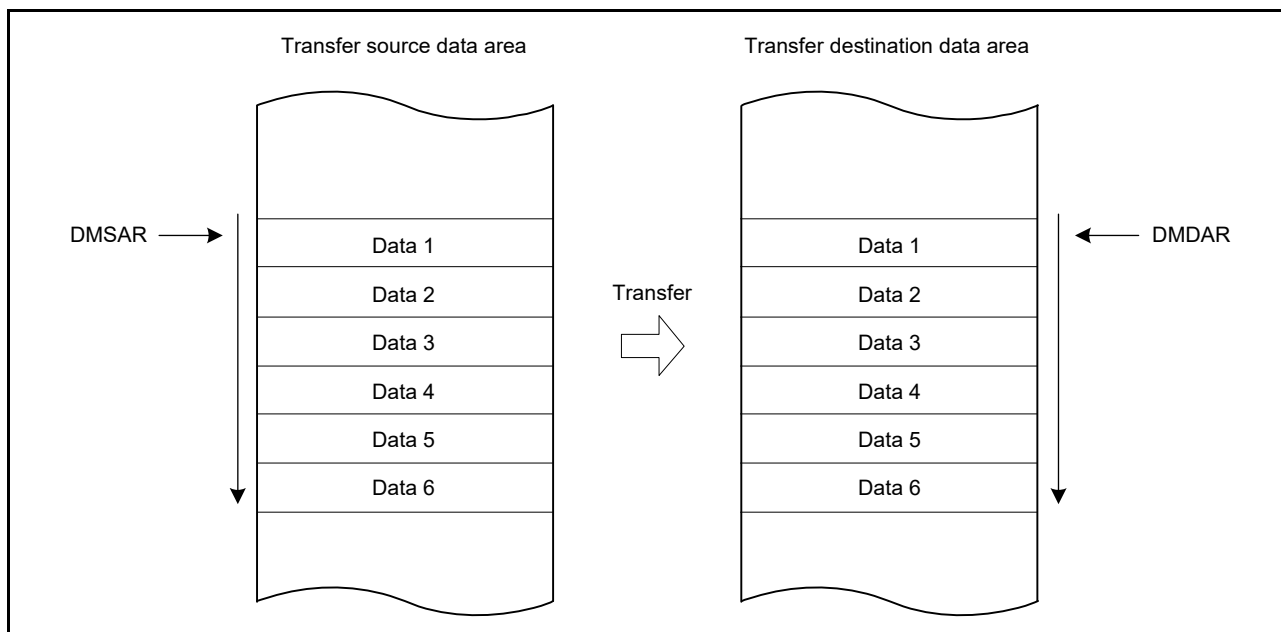 Transfer source data area
Transfer destination data area
DMSAR
Data 1
Data 2
Data 3
Data 4
Data 5
Data 6
Transfer
Data 1
Data 2
Data 3
Data 4
Data 5
Data 6
DMDAR